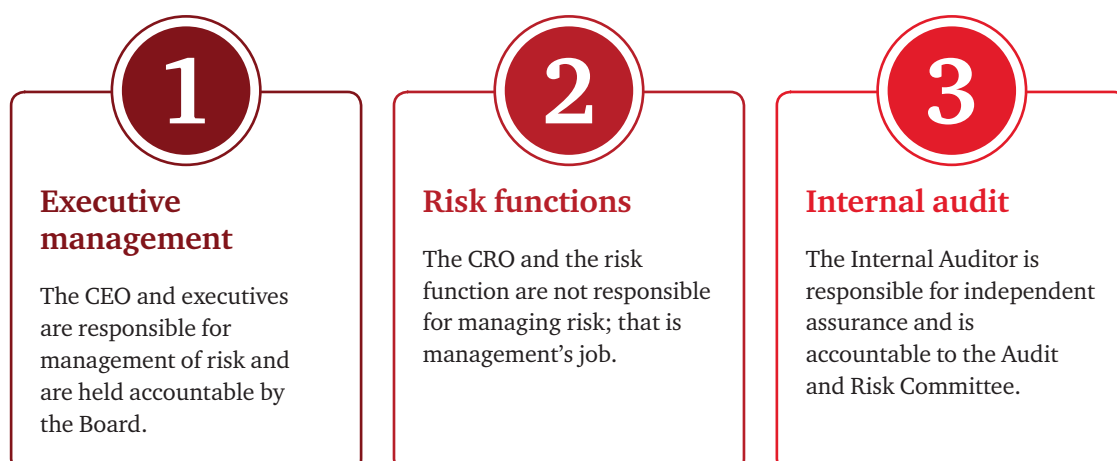 1
Executive
management
The CEO and executives
are responsible for
management of risk and
are held accountable by
the Board.
2
Risk functions
The CRO and the risk
function are not responsible
for managing risk; that is
management’s job.
3
Internal audit
The Internal Auditor is
responsible for independent
assurance and is
accountable to the Audit
and Risk Committee.